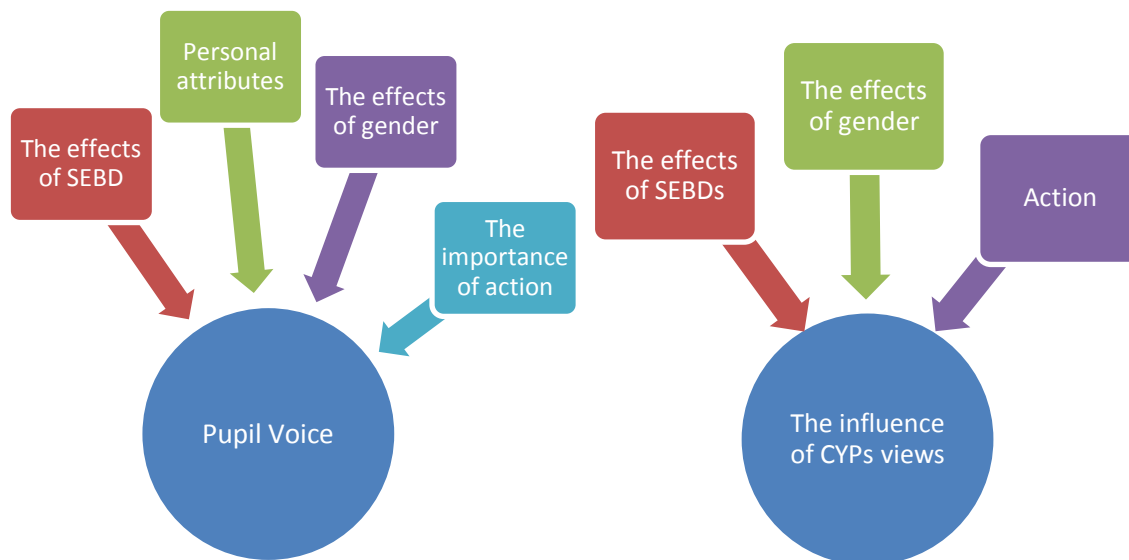 Personal
attributes
The effects
of gender
The effects
of SEBD
The
importance
of action
Pupil Voice
The effects
of gender
The effects
of SEBDs
Action
The influence
of CYPs views